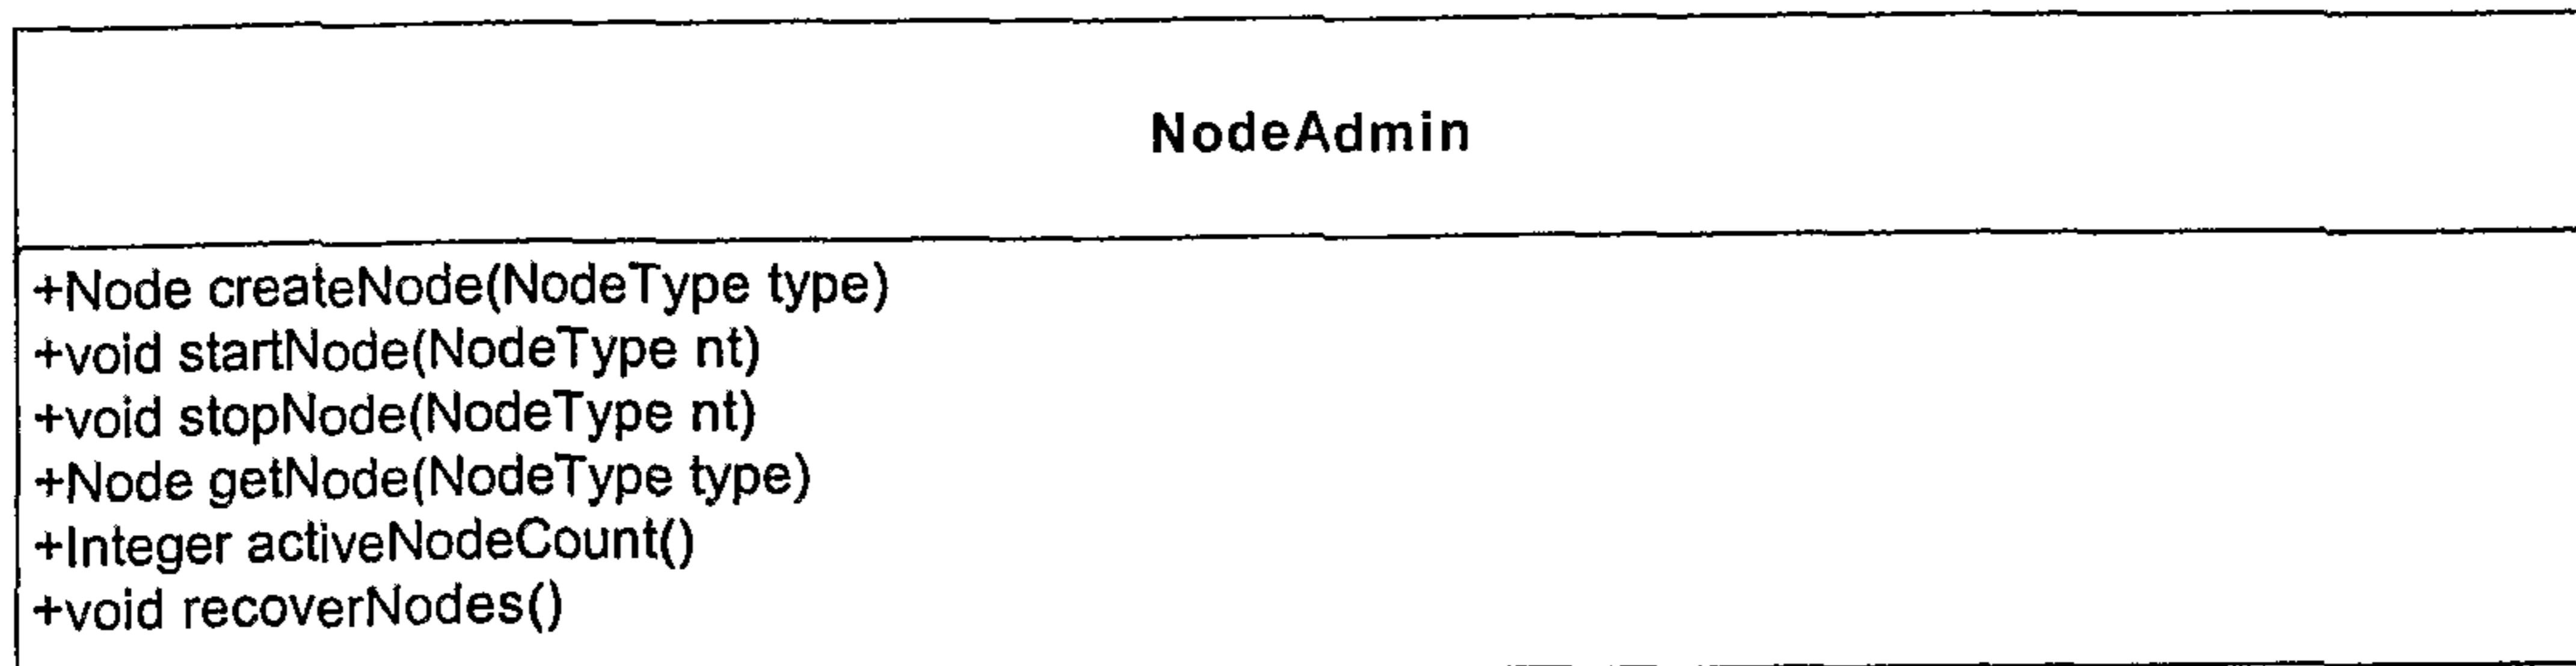 NodeAdmin
+Node createNode(NodeType type)
+void startNode(NodeType nt)
+void stopNode(NodeType nt)
+Node getNode(NodeType type)
+Integer activeNodeCount()
+void recoverNodes()